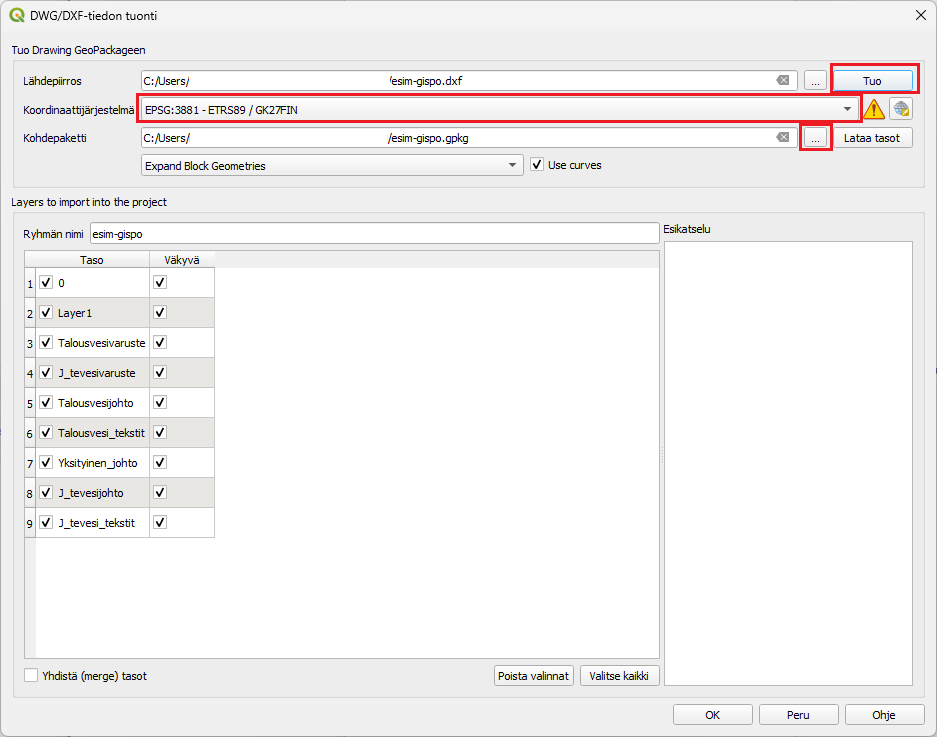 DWG/DXF-tiedon tuonti
Tuo Drawing GeoPackageen
Lähdepiirros C:/Users/ /esim-gispo.dxf ... Tuo
Koordinaattijärjestelmä EPSG:3881 - ETRS89 / GK27FIN
Kohdepaketti C:/Users/ /esim-gispo.gpkg ... Lataa tasot
Expand Block Geometries Use curves
Layers to import into the project
Ryhmän nimi esim-gispo Esikatselu
Taso Väkyvä
1 0
2 Layer1
3 Talousvesivaruste
4 J_tevesivaruste
5 Talousvesijohto
6 Talousvesi_tekstit
7 Yksityinen_johto
8 J_tevesijohto
9 J_tevesi_tekstit
Yhdistä (merge) tasot Poista valinnat Valitse kaikki
OK Peru Ohje